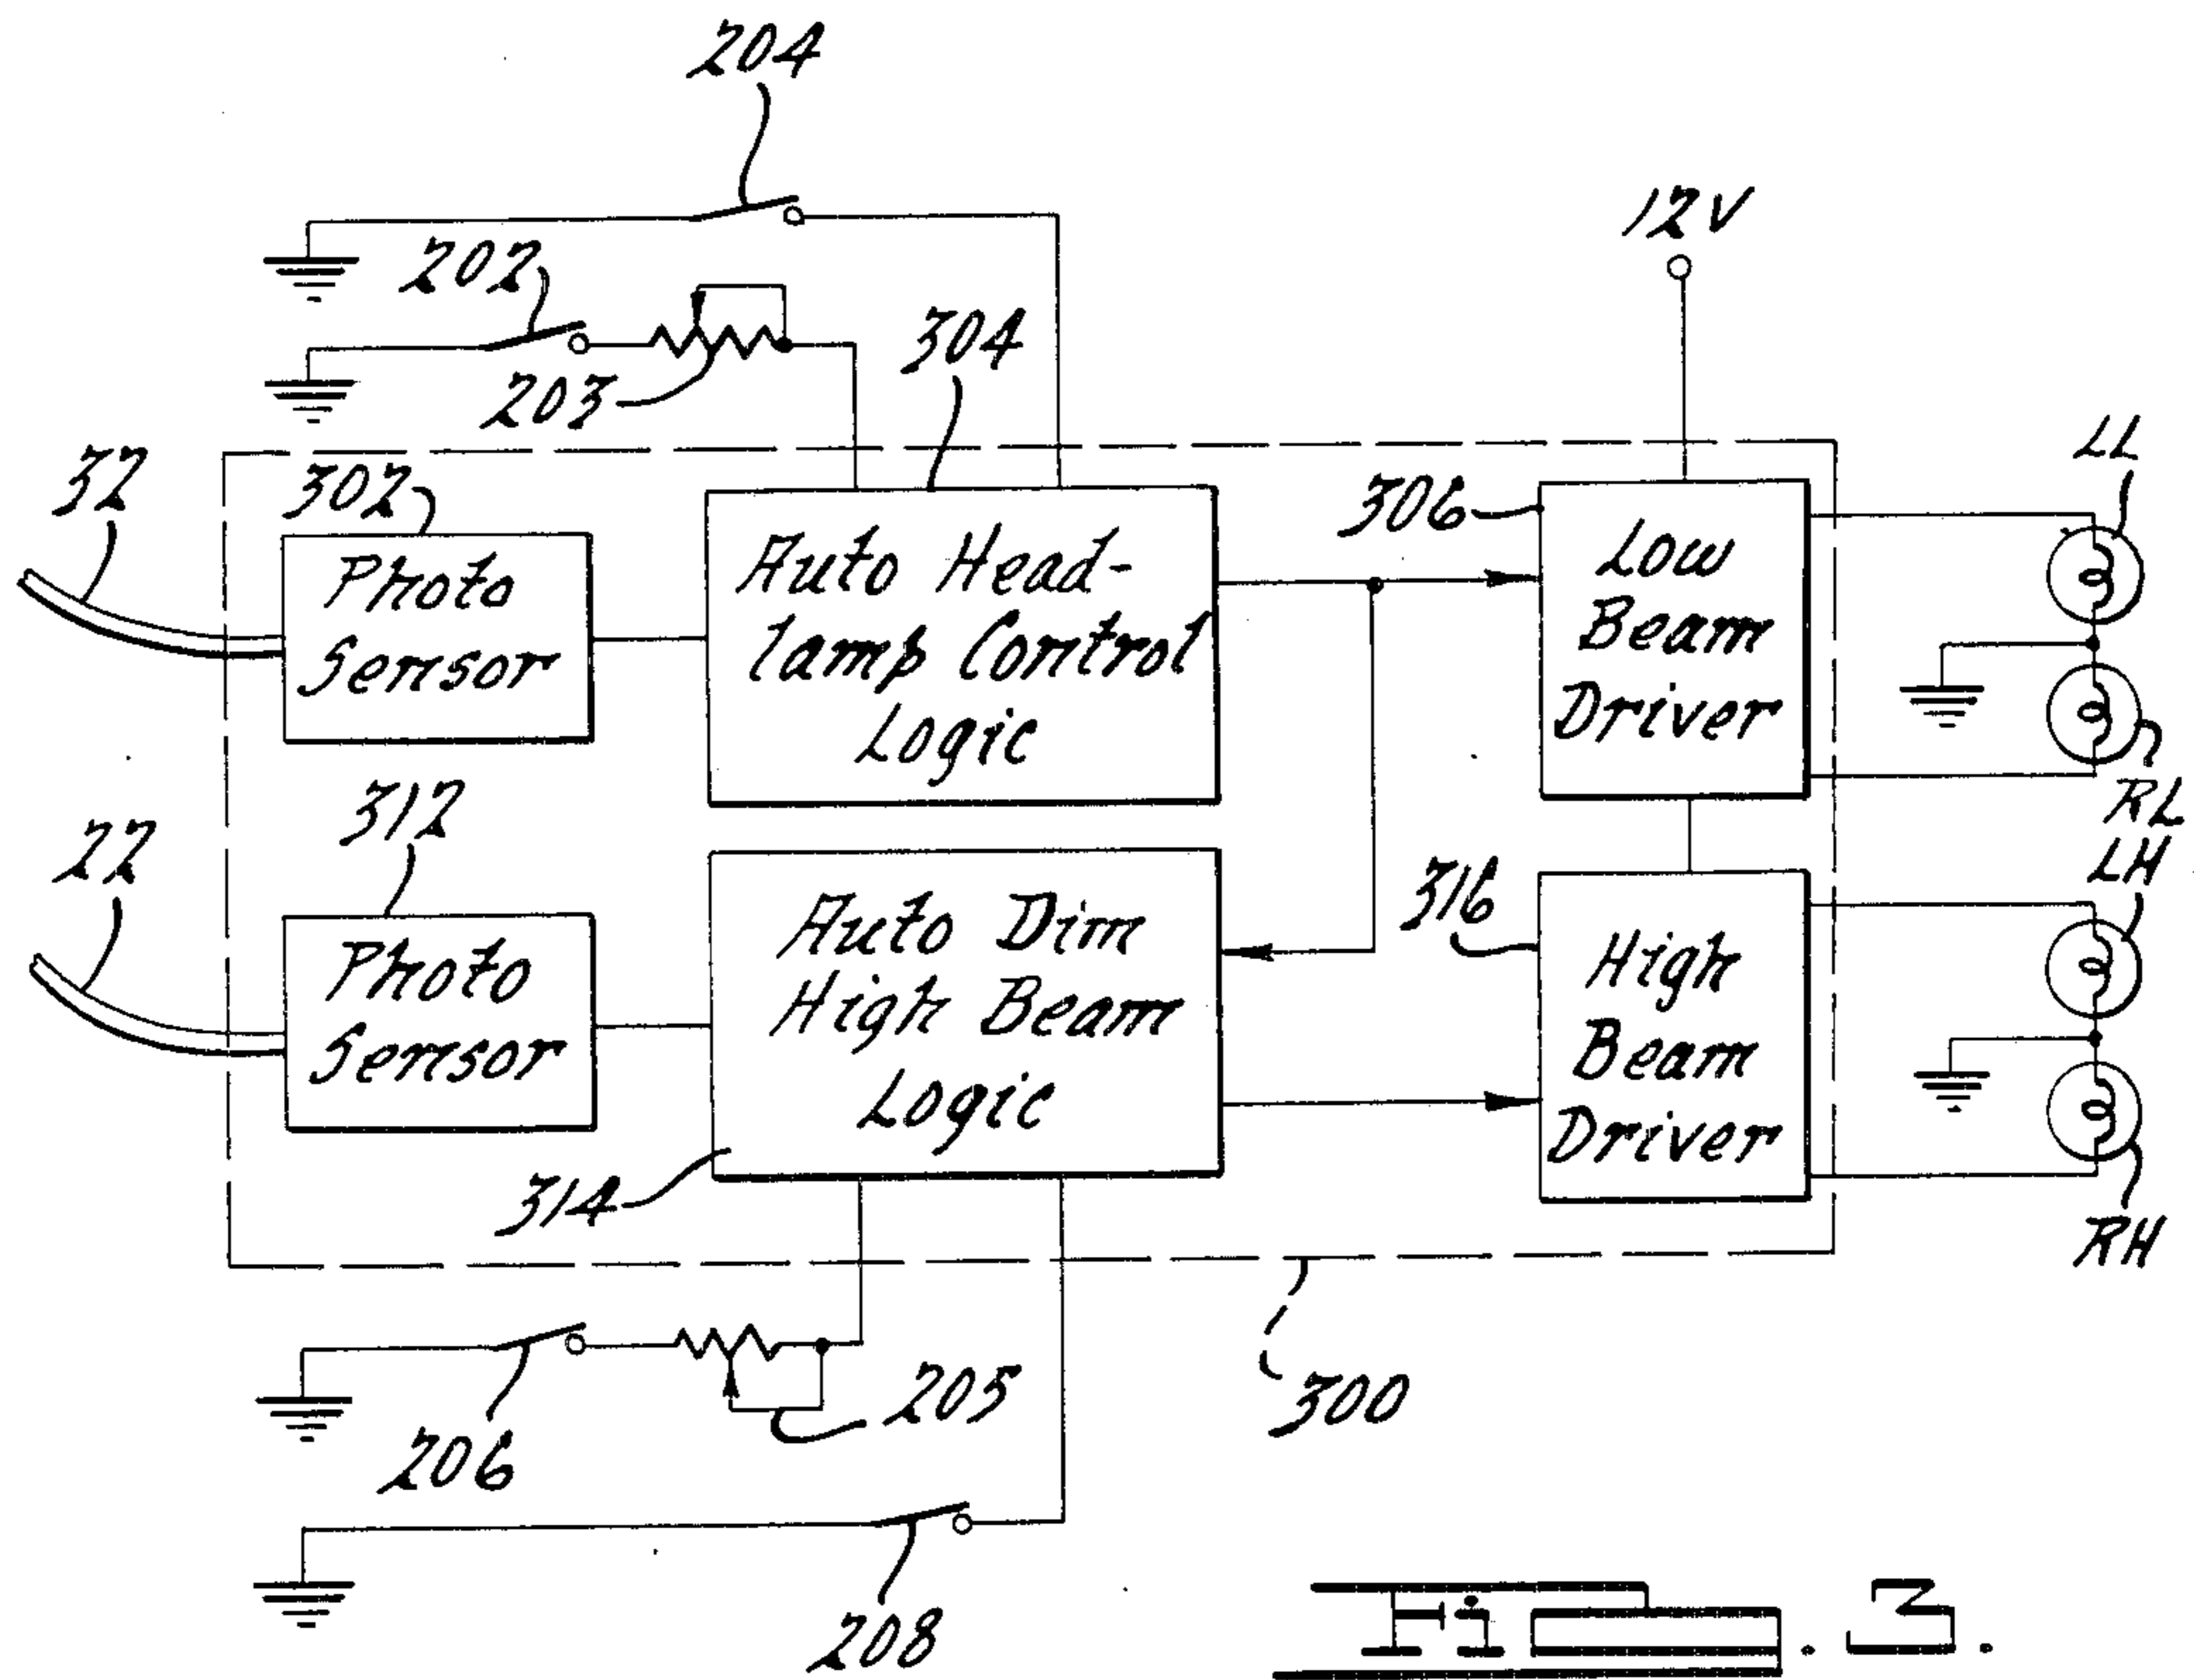 204
12V
202
304
203
LL
32
302
306
Photo
Sensor
Auto Head-
lamp Control
Logic
Low
Beam
Driver
RL
312
22
LH
316
Photo
Sensor
Auto Dim
High Beam
Logic
High
Beam
Driver
314
RH
205
300
206
208
Fig. 3.